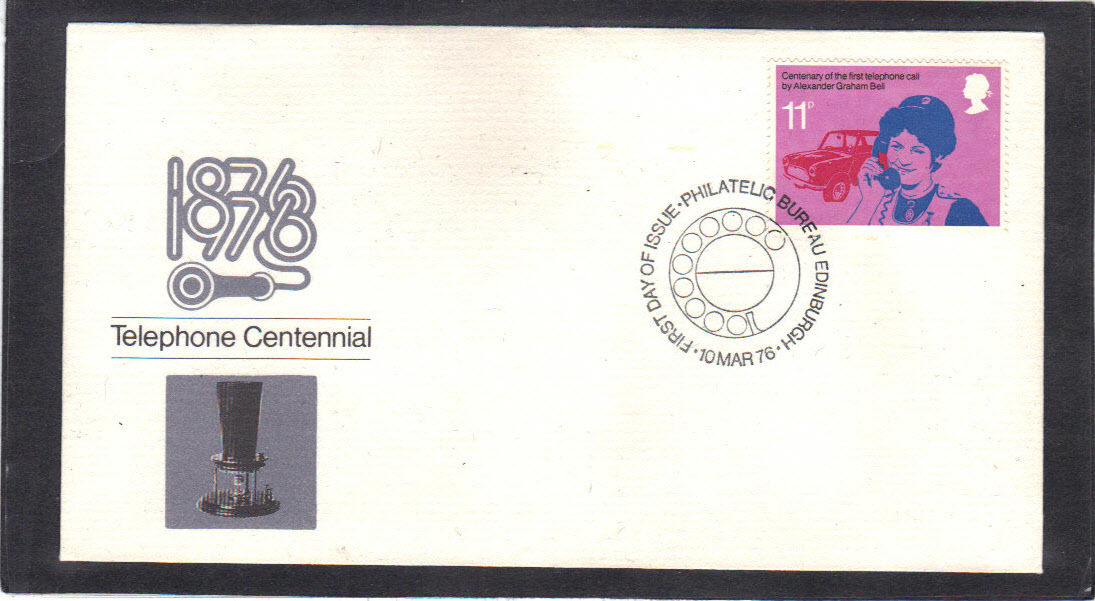 1876
1976
Telephone Centennial
Centenary of the first telephone call
by Alexander Graham Bell
11P
FIRST DAY OF ISSUE · PHILATELIC BUREAU EDINBURGH ·
10 MAR 76 ·